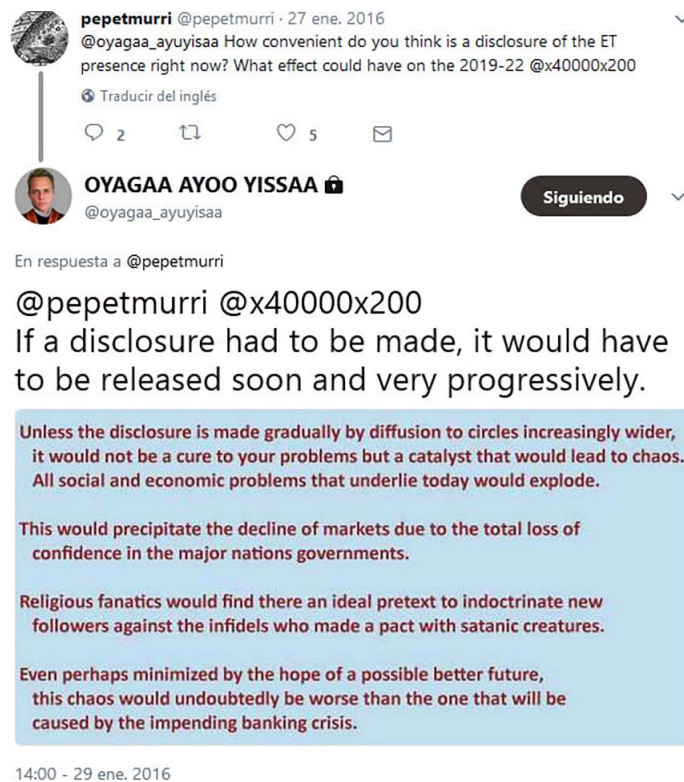 pepetmurri @pepetmurri · 27 ene. 2016
@oyagaa_ayuyisaa How convenient do you think is a disclosure of the ET
presence right now? What effect could have on the 2019-22 @x40000x200
Traducir del inglés
2 5
OYAGAA AYOO YISSAA
@oyagaa_ayuyisaa
Siguiendo
En respuesta a @pepetmurri
@pepetmurri @x40000x200
If a disclosure had to be made, it would have
to be released soon and very progressively.
Unless the disclosure is made gradually by diffusion to circles increasingly wider,
it would not be a cure to your problems but a catalyst that would lead to chaos.
All social and economic problems that underlie today would explode.
This would precipitate the decline of markets due to the total loss of
confidence in the major nations governments.
Religious fanatics would find there an ideal pretext to indoctrinate new
followers against the infidels who made a pact with satanic creatures.
Even perhaps minimized by the hope of a possible better future,
this chaos would undoubtedly be worse than the one that will be
caused by the impending banking crisis.
14:00 - 29 ene. 2016